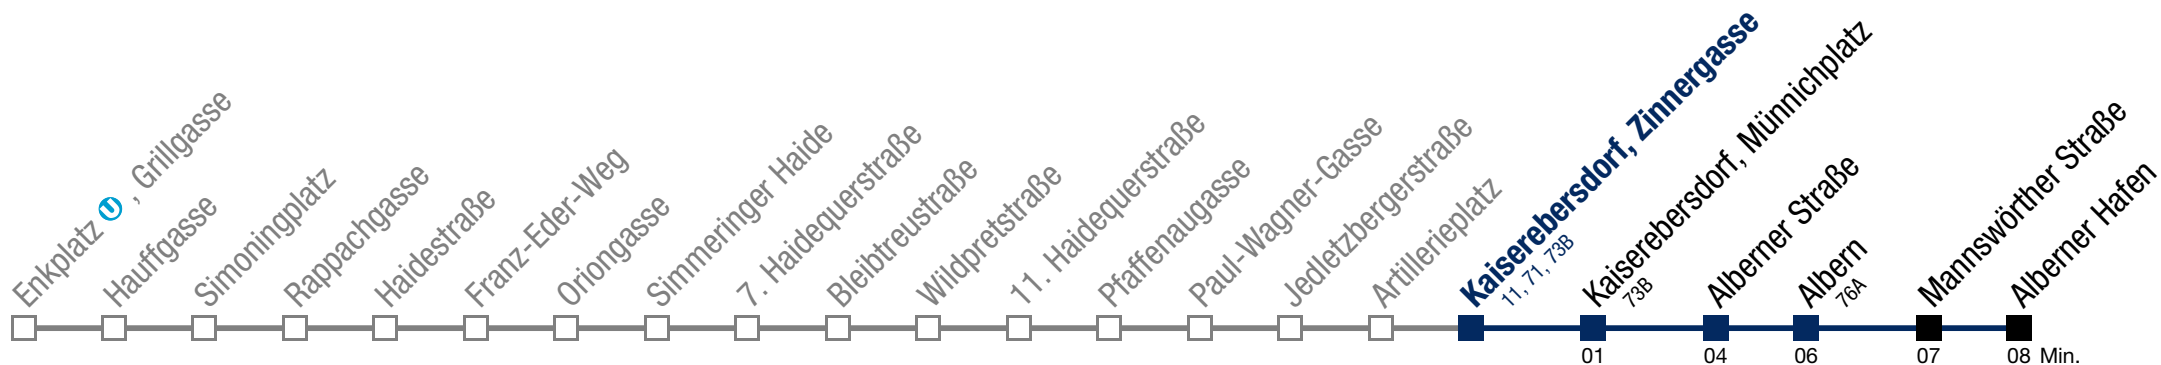 Enkplatz U, Grillgasse
Hauffgasse
Simoningplatz
Rappachgasse
Haidestraße
Franz-Eder-Weg
Oriongasse
Simmeringer Haide
7. Haidequerstraße
Bleibtreustraße
Wildpretstraße
11. Haidequerstraße
Pfaffenaugasse
Paul-Wagner-Gasse
Jedletzbergerstraße
Artillerieplatz
Kaiserebersdorf, Zinnergasse
11, 71, 73B
Kaiserebersdorf, Münnichplatz
73B
Alberner Straße
Albern
76A
Mannswörther Straße
Alberner Hafen
01 04 06 07 08 Min.